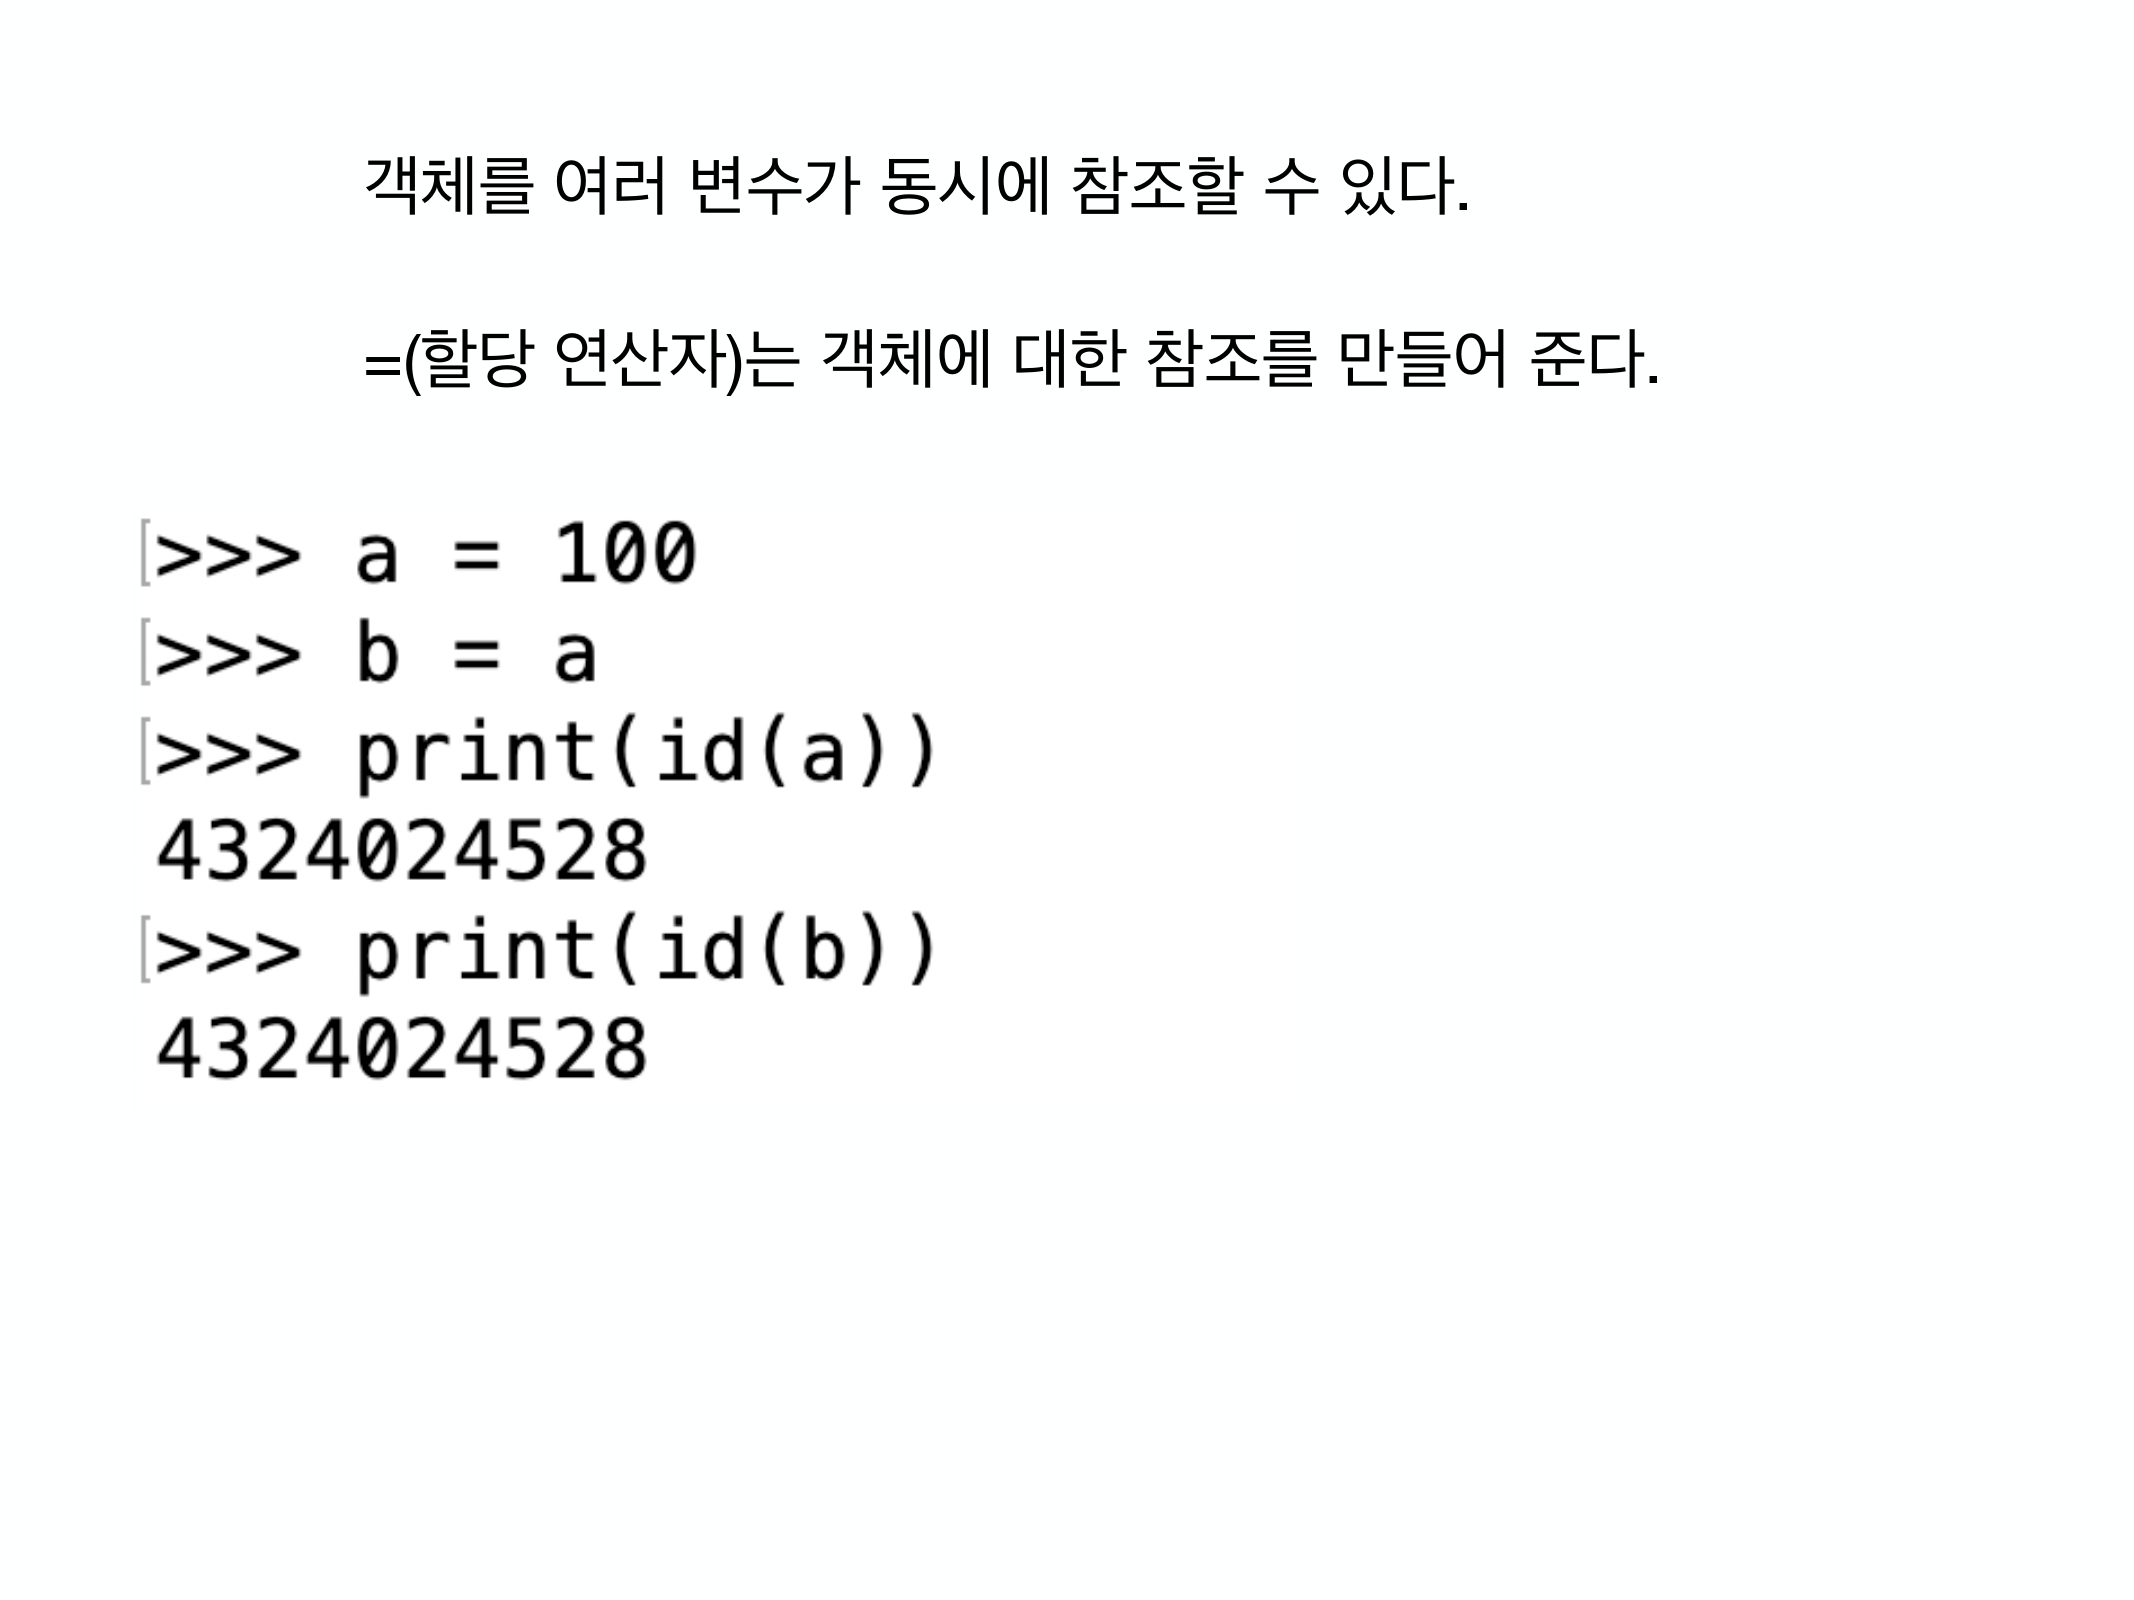 객체를 여러 변수가 동시에 참조할 수 있다.
=(할당 연산자)는 객체에 대한 참조를 만들어 준다.
[>>> a = 100
[>>> b = a
[>>> print(id(a))
4324024528
[>>> print(id(b))
4324024528